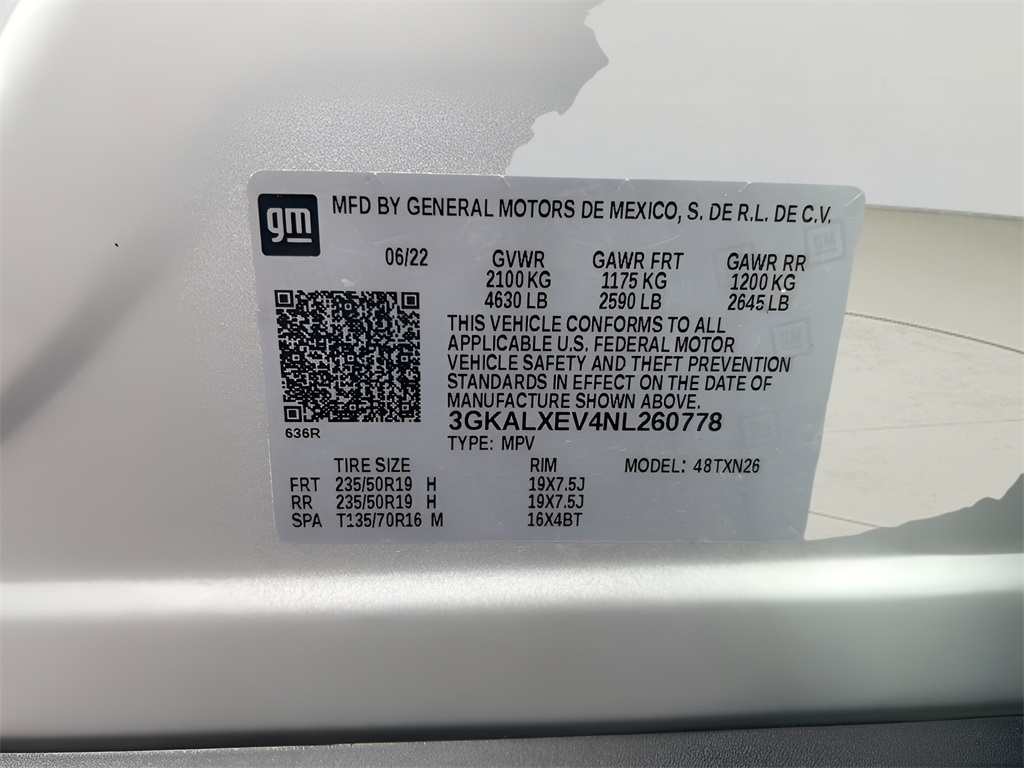 gm MFD BY GENERAL MOTORS DE MEXICO, S. DE R.L. DE C.V.
06/22 GVWR GAWR FRT GAWR RR
2100 KG 1175 KG 1200 KG
4630 LB 2590 LB 2645 LB
THIS VEHICLE CONFORMS TO ALL
APPLICABLE U.S. FEDERAL MOTOR
VEHICLE SAFETY AND THEFT PREVENTION
STANDARDS IN EFFECT ON THE DATE OF
MANUFACTURE SHOWN ABOVE.
3GKALXEV4NL260778
636R
TYPE: MPV
TIRE SIZE RIM MODEL: 48TXN26
FRT 235/50R19 H 19X7.5J
RR 235/50R19 H 19X7.5J
SPA T135/70R16 M 16X4BT